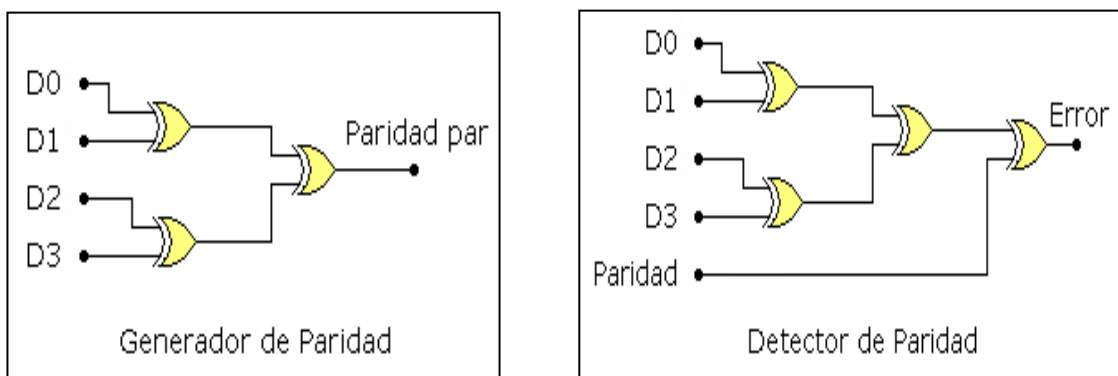 D0
D1
D2
D3
Paridad par
Generador de Paridad
D0
D1
D2
D3
Paridad
Error
Detector de Paridad